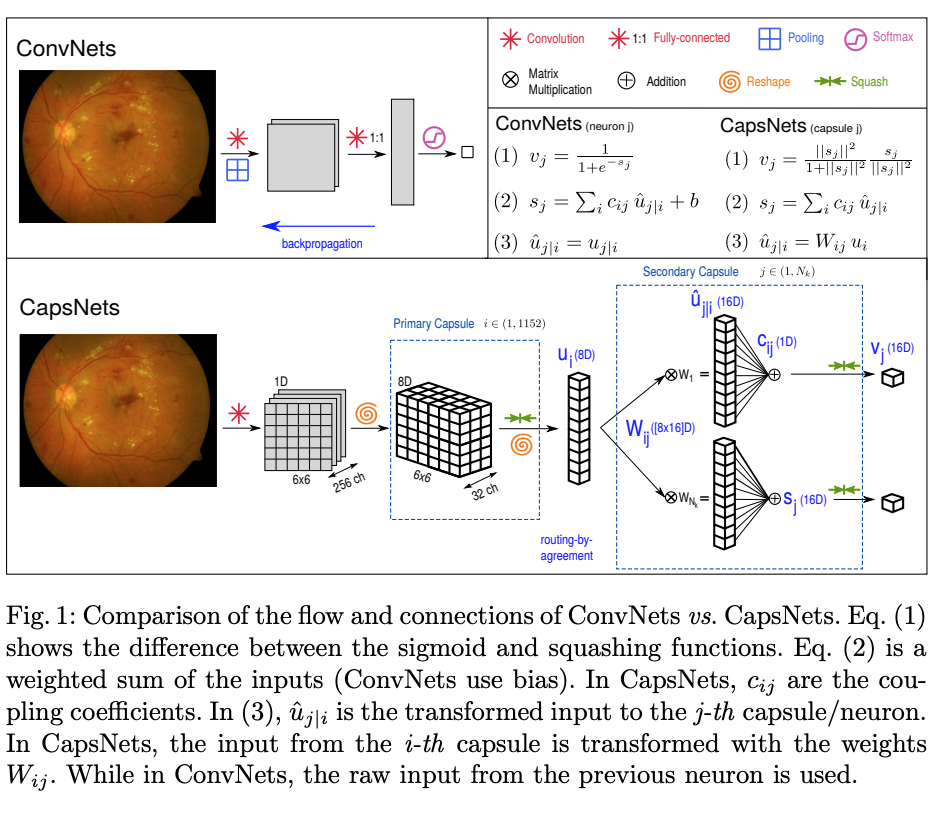 ConvNets
Convolution
1:1 Fully-connected
Pooling
Softmax
Matrix
Multiplication
Addition
Reshape
Squash
1:1
backpropagation
ConvNets (neuron j)
(1) v_j = \frac{1}{1+e^{-s_j}}
(2) s_j = \sum_i c_{ij} \hat{u}_{j|i} + b
(3) \hat{u}_{j|i} = u_{j|i}
CapsNets (capsule j)
(1) v_j = \frac{||s_j||^2}{1+||s_j||^2} \frac{s_j}{||s_j||^2}
(2) s_j = \sum_i c_{ij} \hat{u}_{j|i}
(3) \hat{u}_{j|i} = W_{ij} u_i
CapsNets
1D
6x6
256 ch
Primary Capsule i ∈ (1, 1152)
8D
6x6
32 ch
u_i (8D)
routing-by-
agreement
Secondary Capsule j ∈ (1, N_k)
W_{ij} ([8x16]D)
W_1 =
W_{N_k} =
û_{j|i} (16D)
c_{ij} (1D)
s_j (16D)
v_j (16D)
Fig. 1: Comparison of the flow and connections of ConvNets vs. CapsNets. Eq. (1)
shows the difference between the sigmoid and squashing functions. Eq. (2) is a
weighted sum of the inputs (ConvNets use bias). In CapsNets, c_{ij} are the cou-
pling coefficients. In (3), \hat{u}_{j|i} is the transformed input to the j-th capsule/neuron.
In CapsNets, the input from the i-th capsule is transformed with the weights
W_{ij}. While in ConvNets, the raw input from the previous neuron is used.